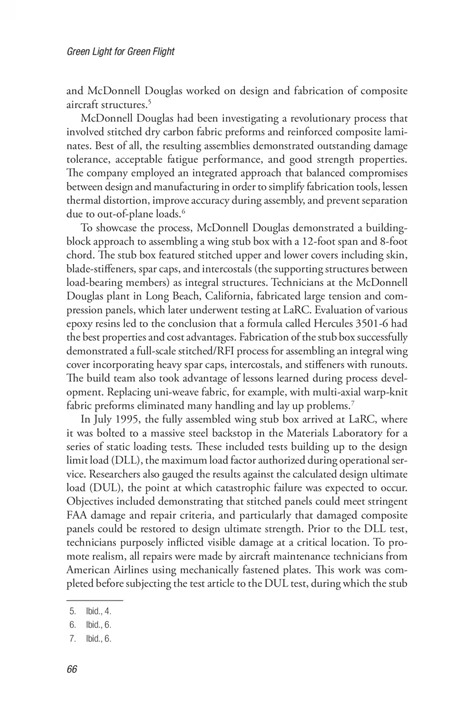 Green Light for Green Flight
and McDonnell Douglas worked on design and fabrication of composite
aircraft structures.5
McDonnell Douglas had been investigating a revolutionary process that
involved stitched dry carbon fabric preforms and reinforced composite lami-
nates. Best of all, the resulting assemblies demonstrated outstanding damage
tolerance, acceptable fatigue performance, and good strength properties.
The company employed an integrated approach that balanced compromises
between design and manufacturing in order to simplify fabrication tools, lessen
thermal distortion, improve accuracy during assembly, and prevent separation
due to out-of-plane loads.6
To showcase the process, McDonnell Douglas demonstrated a building-
block approach to assembling a wing stub box with a 12-foot span and 8-foot
chord. The stub box featured stitched upper and lower covers including skin,
blade-stiffeners, spar caps, and intercostals (the supporting structures between
load-bearing members) as integral structures. Technicians at the McDonnell
Douglas plant in Long Beach, California, fabricated large tension and com-
pression panels, which later underwent testing at LaRC. Evaluation of various
epoxy resins led to the conclusion that a formula called Hercules 3501-6 had
the best properties and cost advantages. Fabrication of the stub box successfully
demonstrated a full-scale stitched/RFI process for assembling an integral wing
cover incorporating heavy spar caps, intercostals, and stiffeners with runouts.
The build team also took advantage of lessons learned during process devel-
opment. Replacing uni-weave fabric, for example, with multi-axial warp-knit
fabric preforms eliminated many handling and lay up problems.7
In July 1995, the fully assembled wing stub box arrived at LaRC, where
it was bolted to a massive steel backstop in the Materials Laboratory for a
series of static loading tests. These included tests building up to the design
limit load (DLL), the maximum load factor authorized during operational ser-
vice. Researchers also gauged the results against the calculated design ultimate
load (DUL), the point at which catastrophic failure was expected to occur.
Objectives included demonstrating that stitched panels could meet stringent
FAA damage and repair criteria, and particularly that damaged composite
panels could be restored to design ultimate strength. Prior to the DLL test,
technicians purposely inflicted visible damage at a critical location. To pro-
mote realism, all repairs were made by aircraft maintenance technicians from
American Airlines using mechanically fastened plates. This work was com-
pleted before subjecting the test article to the DUL test, during which the stub
5. Ibid., 4.
6. Ibid., 6.
7. Ibid., 6.
66